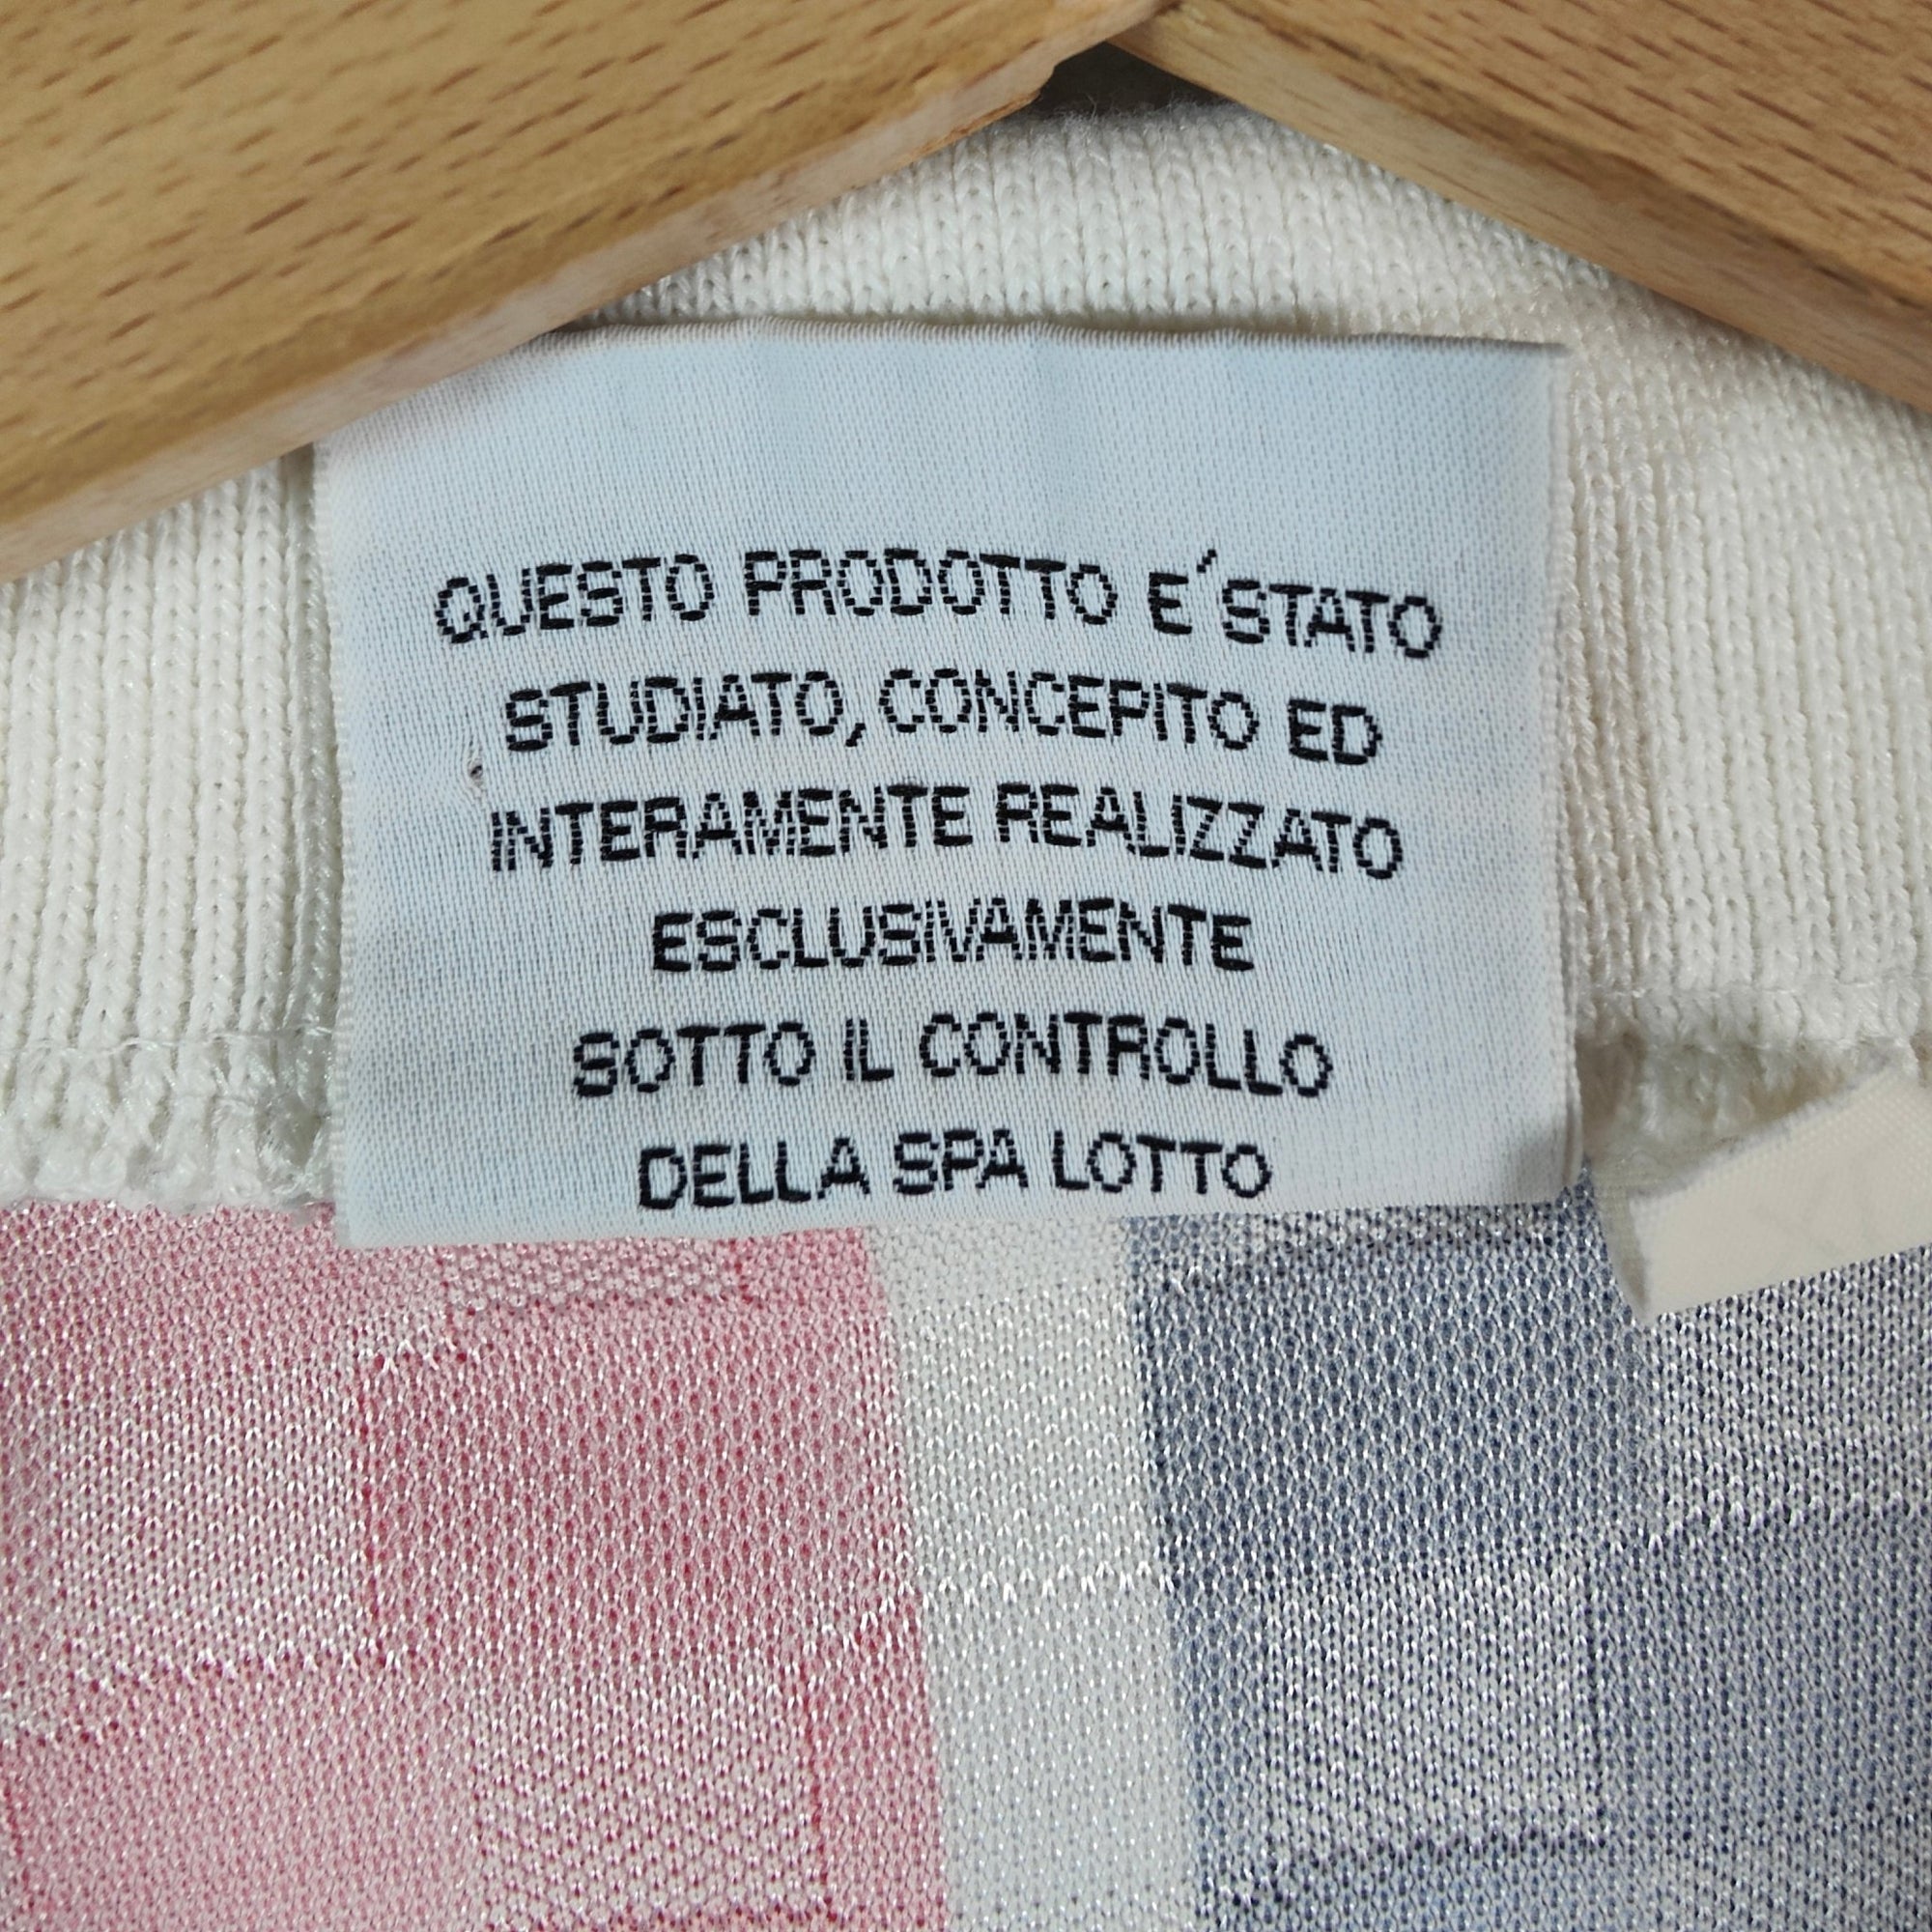 QUESTO PRODOTTO E´STATO
STUDIATO, CONCEPITO ED
INTERAMENTE REALIZZATO
ESCLUSIVAMENTE
SOTTO IL CONTROLLO
DELLA SPA LOTTO